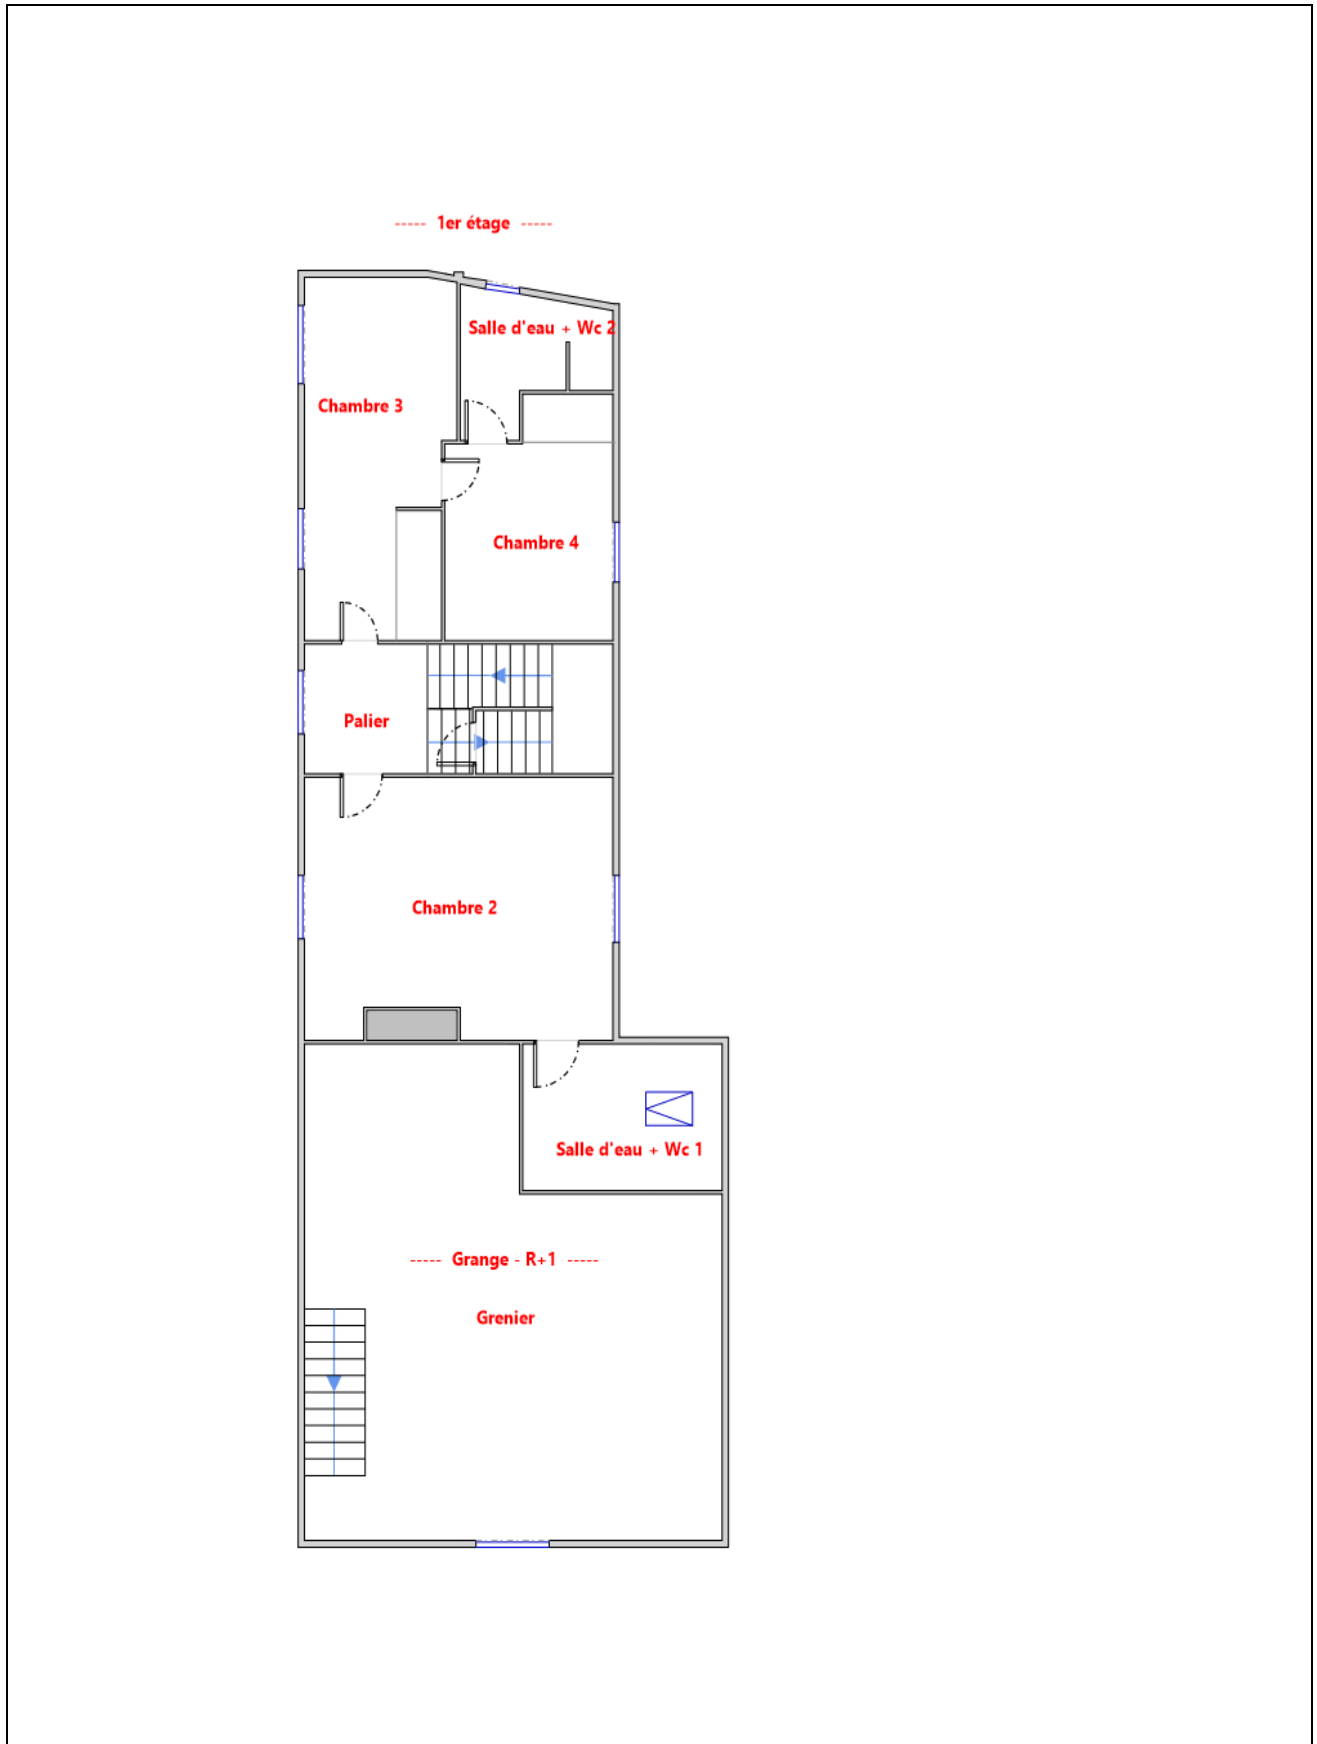 ----- 1er étage -----
Salle d'eau + Wc 2
Chambre 3
Chambre 4
Palier
Chambre 2
Salle d'eau + Wc 1
----- Grange - R+1 -----
Grenier